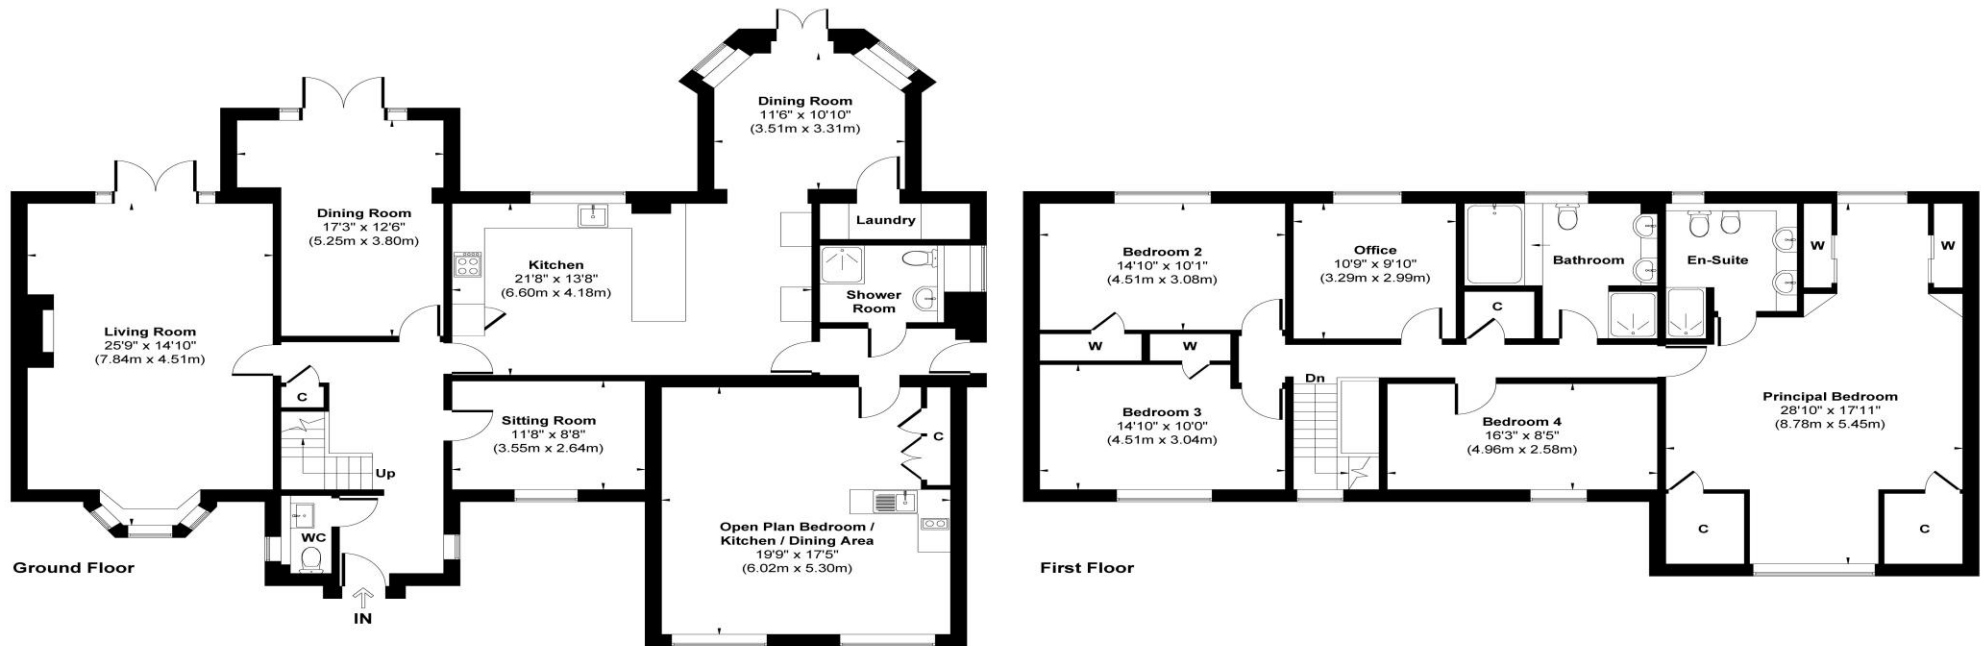 Dining Room
11'6" x 10'10"
(3.51m x 3.31m)
Dining Room
17'3" x 12'6"
(5.25m x 3.80m)
Laundry
Kitchen
21'8" x 13'8"
(6.60m x 4.18m)
Shower
Room
Living Room
25'9" x 14'10"
(7.84m x 4.51m)
C
Sitting Room
11'8" x 8'8"
(3.55m x 2.64m)
C
Up
Open Plan Bedroom /
Kitchen / Dining Area
19'9" x 17'5"
(6.02m x 5.30m)
WC
Ground Floor
IN
Bedroom 2
14'10" x 10'1"
(4.51m x 3.08m)
Office
10'9" x 9'10"
(3.29m x 2.99m)
Bathroom
En-Suite
W
W
C
W
W
Dn
Bedroom 3
14'10" x 10'0"
(4.51m x 3.04m)
Bedroom 4
16'3" x 8'5"
(4.96m x 2.58m)
Principal Bedroom
28'10" x 17'11"
(8.78m x 5.45m)
C
C
First Floor